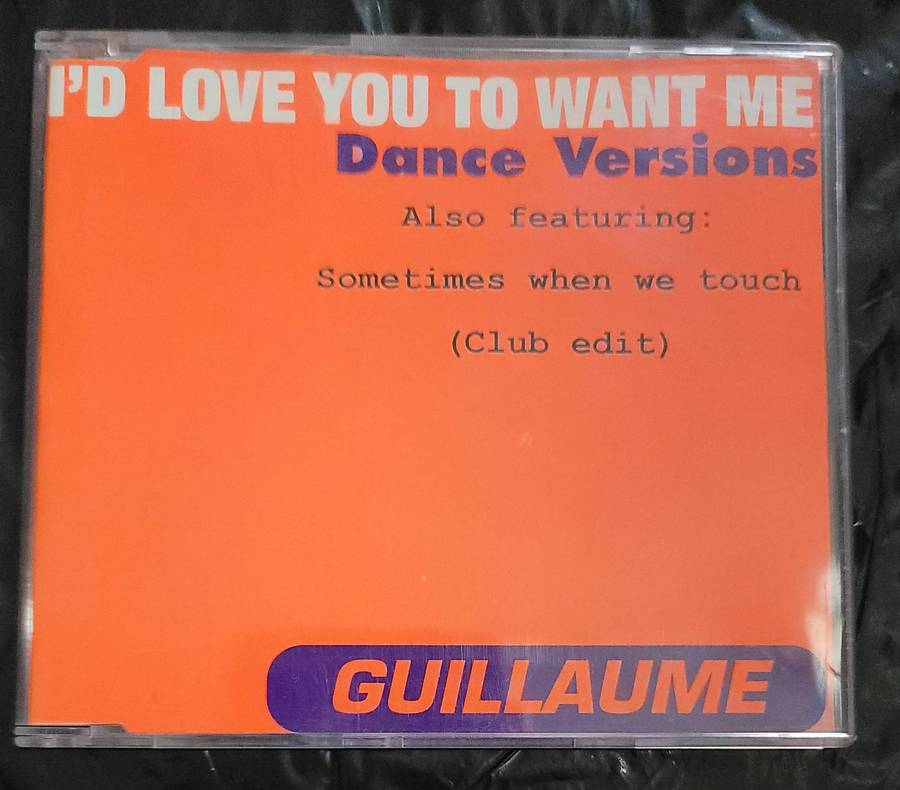 I'D LOVE YOU TO WANT ME
Dance Versions
Also featuring:
Sometimes when we touch
(Club edit)
GUILLAUME